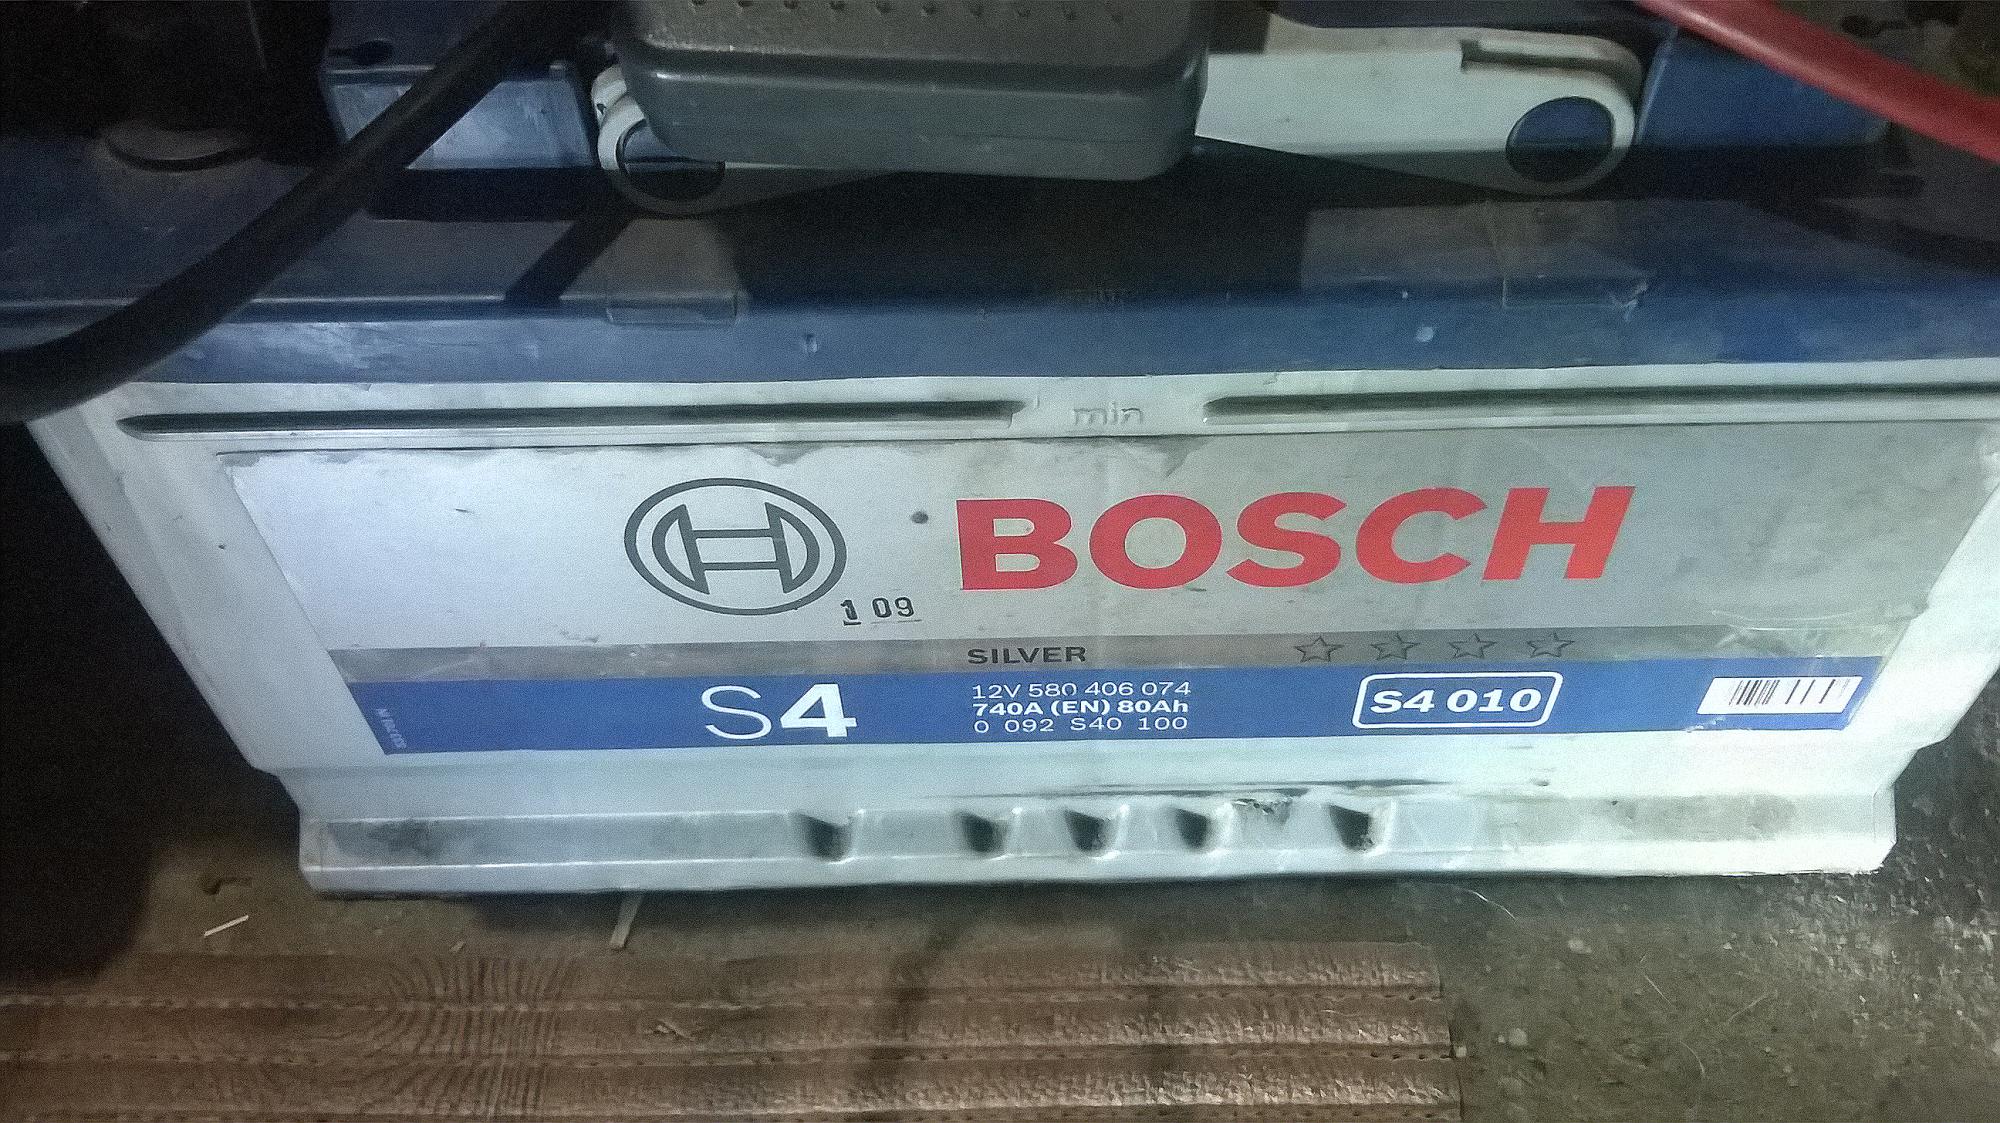 min
BOSCH
1 09
SILVER
S4
12V 580 406 074
740A (EN) 80Ah
0 092 S40 100
S4 010